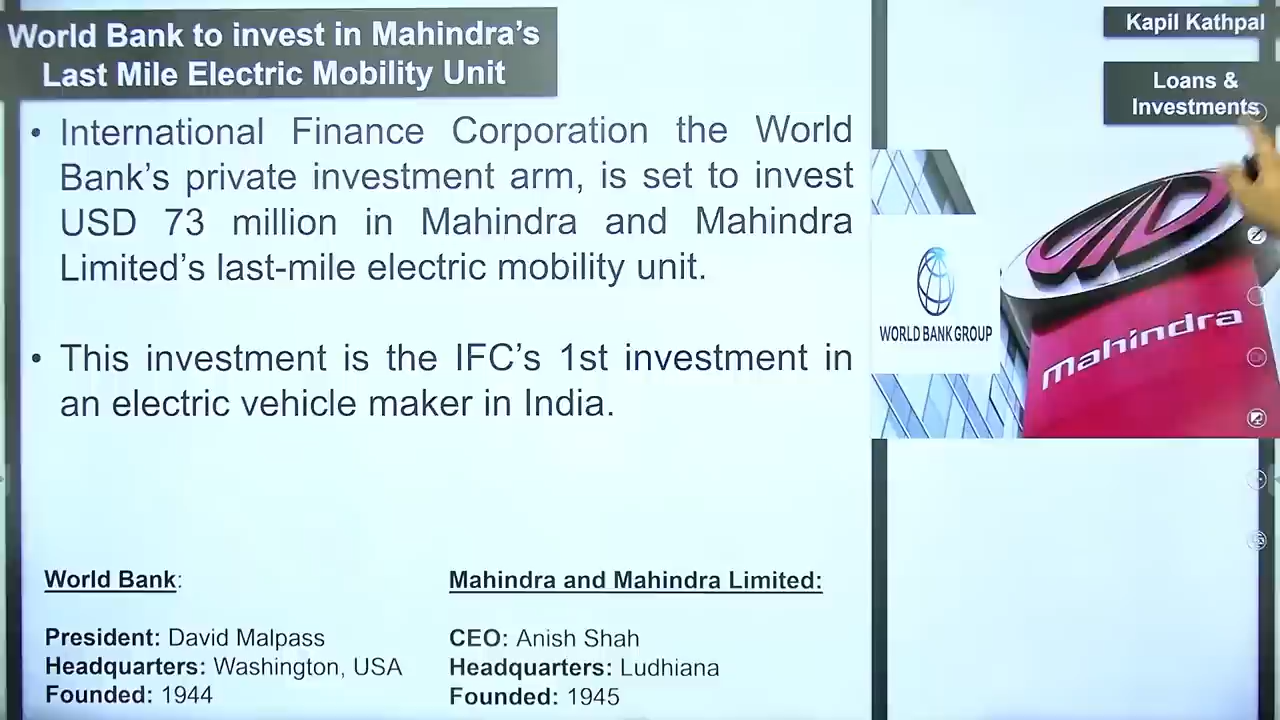 World Bank to invest in Mahindra's
Last Mile Electric Mobility Unit
Kapil Kathpal
Loans &
Investments
• International Finance Corporation the World
Bank's private investment arm, is set to invest
USD 73 million in Mahindra and Mahindra
Limited's last-mile electric mobility unit.
• This investment is the IFC's 1st investment in
an electric vehicle maker in India.
WORLD BANK GROUP
mahindra
World Bank:
President: David Malpass
Headquarters: Washington, USA
Founded: 1944
Mahindra and Mahindra Limited:
CEO: Anish Shah
Headquarters: Ludhiana
Founded: 1945